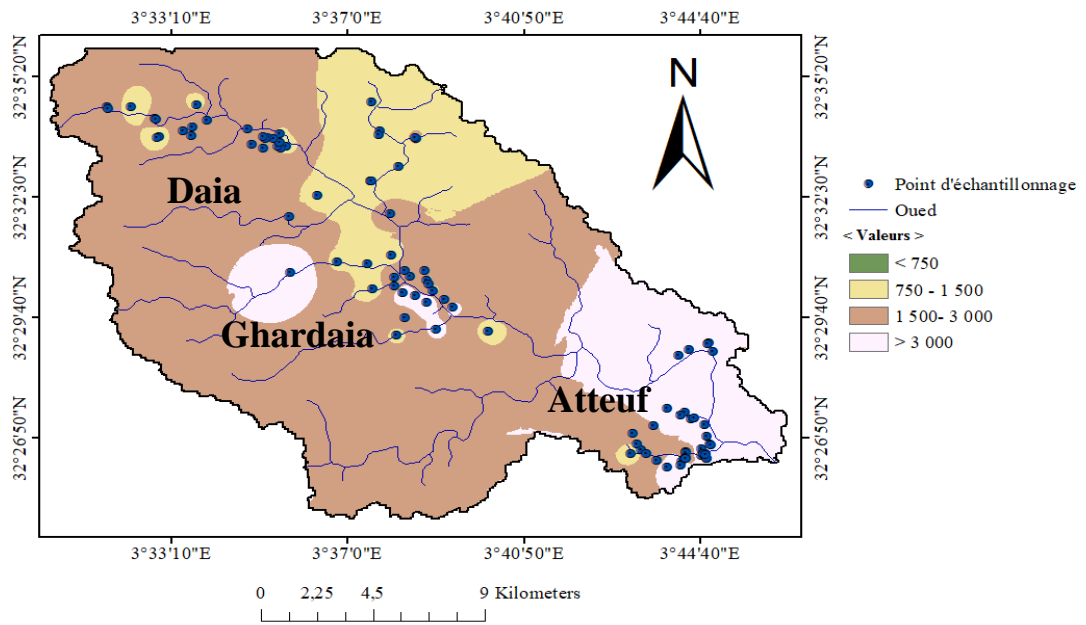 3°33'10"E 3°37'0"E 3°40'50"E 3°44'40"E
32°35'20"N 32°35'20"N
N
Point d'échantillonnage
Daia
32°32'30"N 32°32'30"N
Oued
< Valeurs >
< 750
750 - 1 500
1 500- 3 000
> 3 000
Ghardaia
32°29'40"N 32°29'40"N
Atteuf
32°26'50"N 32°26'50"N
3°33'10"E 3°37'0"E 3°40'50"E 3°44'40"E
0 2,25 4,5 9 Kilometers